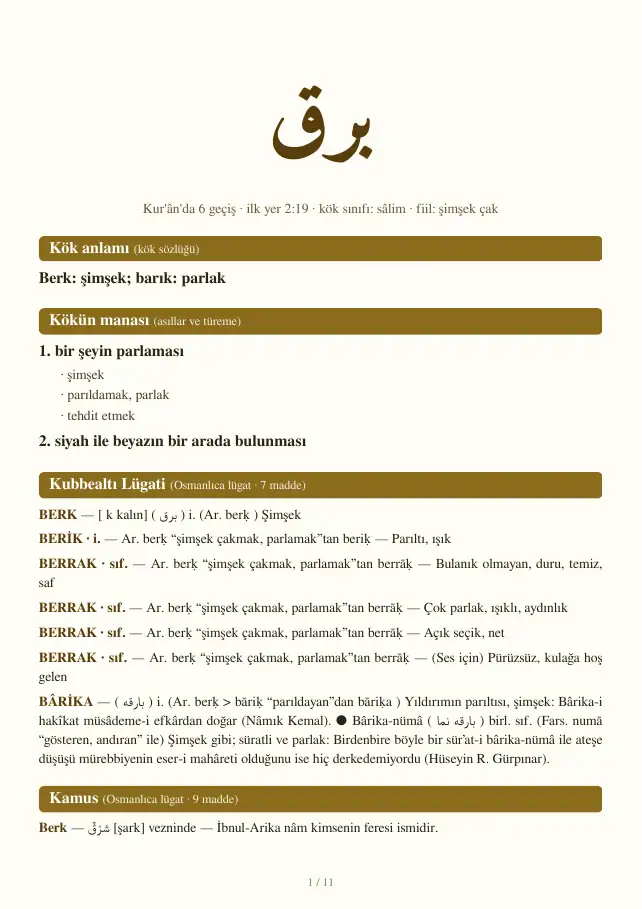 برق
Kur'ân'da 6 geçiş · ilk yer 2:19 · kök sınıfı: sâlim · fiil: şimşek çak
Kök anlamı (kök sözlüğü)
Berk: şimşek; barık: parlak
Kökün manası (asıllar ve türeme)
1. bir şeyin parlaması
· şimşek
· parıldamak, parlak
· tehdit etmek
2. siyah ile beyazın bir arada bulunması
Kubbealtı Lügati (Osmanlıca lügat · 7 madde)
BERK — [ k kalın] ( برق ) i. (Ar. berḳ ) Şimşek
BERİK · i. — Ar. berḳ “şimşek çakmak, parlamak”tan beriḳ — Parıltı, ışık
BERRAK · sıf. — Ar. berḳ “şimşek çakmak, parlamak”tan berrāḳ — Bulanık olmayan, duru, temiz,
saf
BERRAK · sıf. — Ar. berḳ “şimşek çakmak, parlamak”tan berrāḳ — Çok parlak, ışıklı, aydınlık
BERRAK · sıf. — Ar. berḳ “şimşek çakmak, parlamak”tan berrāḳ — Açık seçik, net
BERRAK · sıf. — Ar. berḳ “şimşek çakmak, parlamak”tan berrāḳ — (Ses için) Pürüzsüz, kulağa hoş
gelen
BÂRİKA — ( بارقه ) i. (Ar. berḳ > bāriḳ “parıldayan”dan bāriḳa ) Yıldırımın parıltısı, şimşek: Bârika-i
hakîkat müsâdeme-i efkârdan doğar (Nâmık Kemal). ● Bârika-nümâ ( بارقه نما ) birl. sıf. (Fars. numā
“gösteren, andıran” ile) Şimşek gibi; süratli ve parlak: Birdenbire böyle bir sür’at-i bârika-nümâ ile ateşe
düşüşü mürebbiyenin eser-i mahâreti olduğunu ise hiç derkedemiyordu (Hüseyin R. Gürpınar).
Kamus (Osmanlıca lügat · 9 madde)
Berk — شَرْقٌ [şark] vezninde — İbnul-Arika nâm kimsenin feresi ismidir.
1 / 11